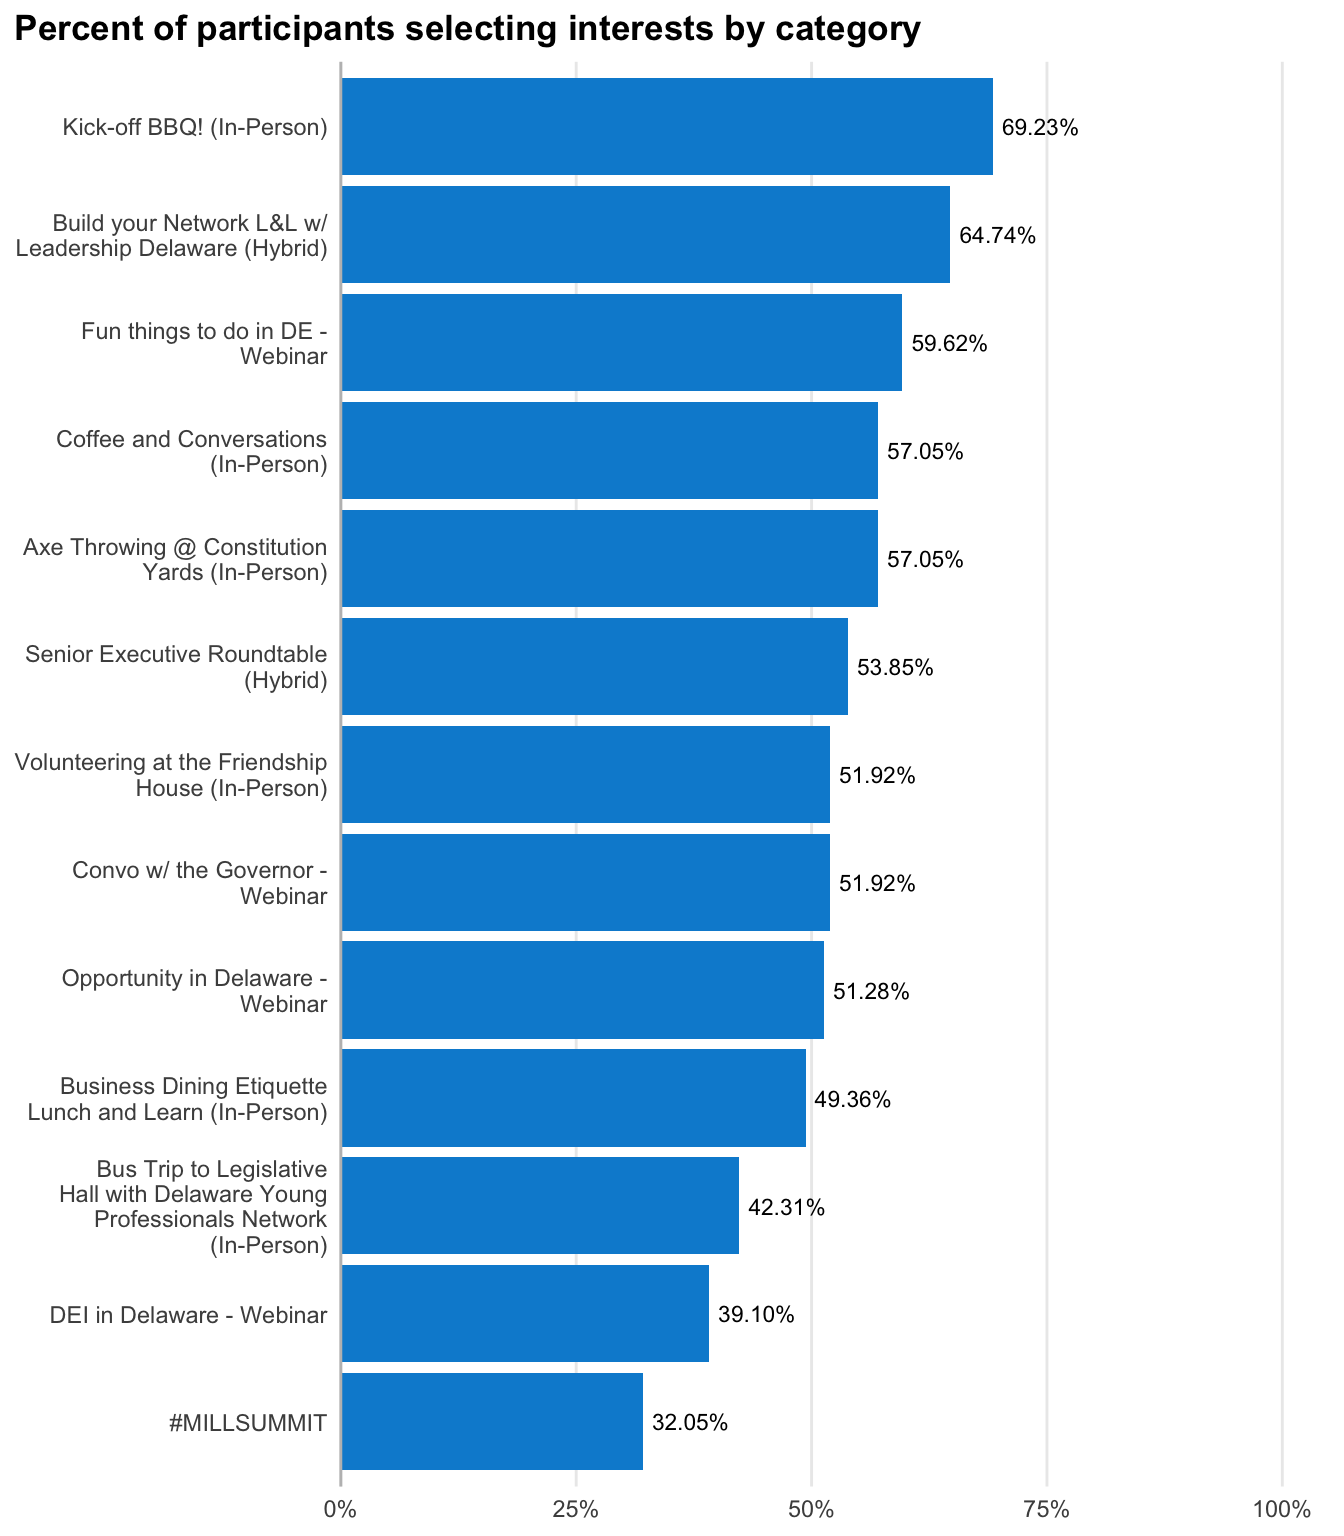 Percent of participants selecting interests by category
Kick-off BBQ! (In-Person)
69.23%
Build your Network L&L w/
Leadership Delaware (Hybrid)
64.74%
Fun things to do in DE -
Webinar
59.62%
Coffee and Conversations
(In-Person)
57.05%
Axe Throwing @ Constitution
Yards (In-Person)
57.05%
Senior Executive Roundtable
(Hybrid)
53.85%
Volunteering at the Friendship
House (In-Person)
51.92%
Convo w/ the Governor -
Webinar
51.92%
Opportunity in Delaware -
Webinar
51.28%
Business Dining Etiquette
Lunch and Learn (In-Person)
49.36%
Bus Trip to Legislative
Hall with Delaware Young
Professionals Network
(In-Person)
42.31%
DEI in Delaware - Webinar
39.10%
#MILLSUMMIT
32.05%
0%
25%
50%
75%
100%